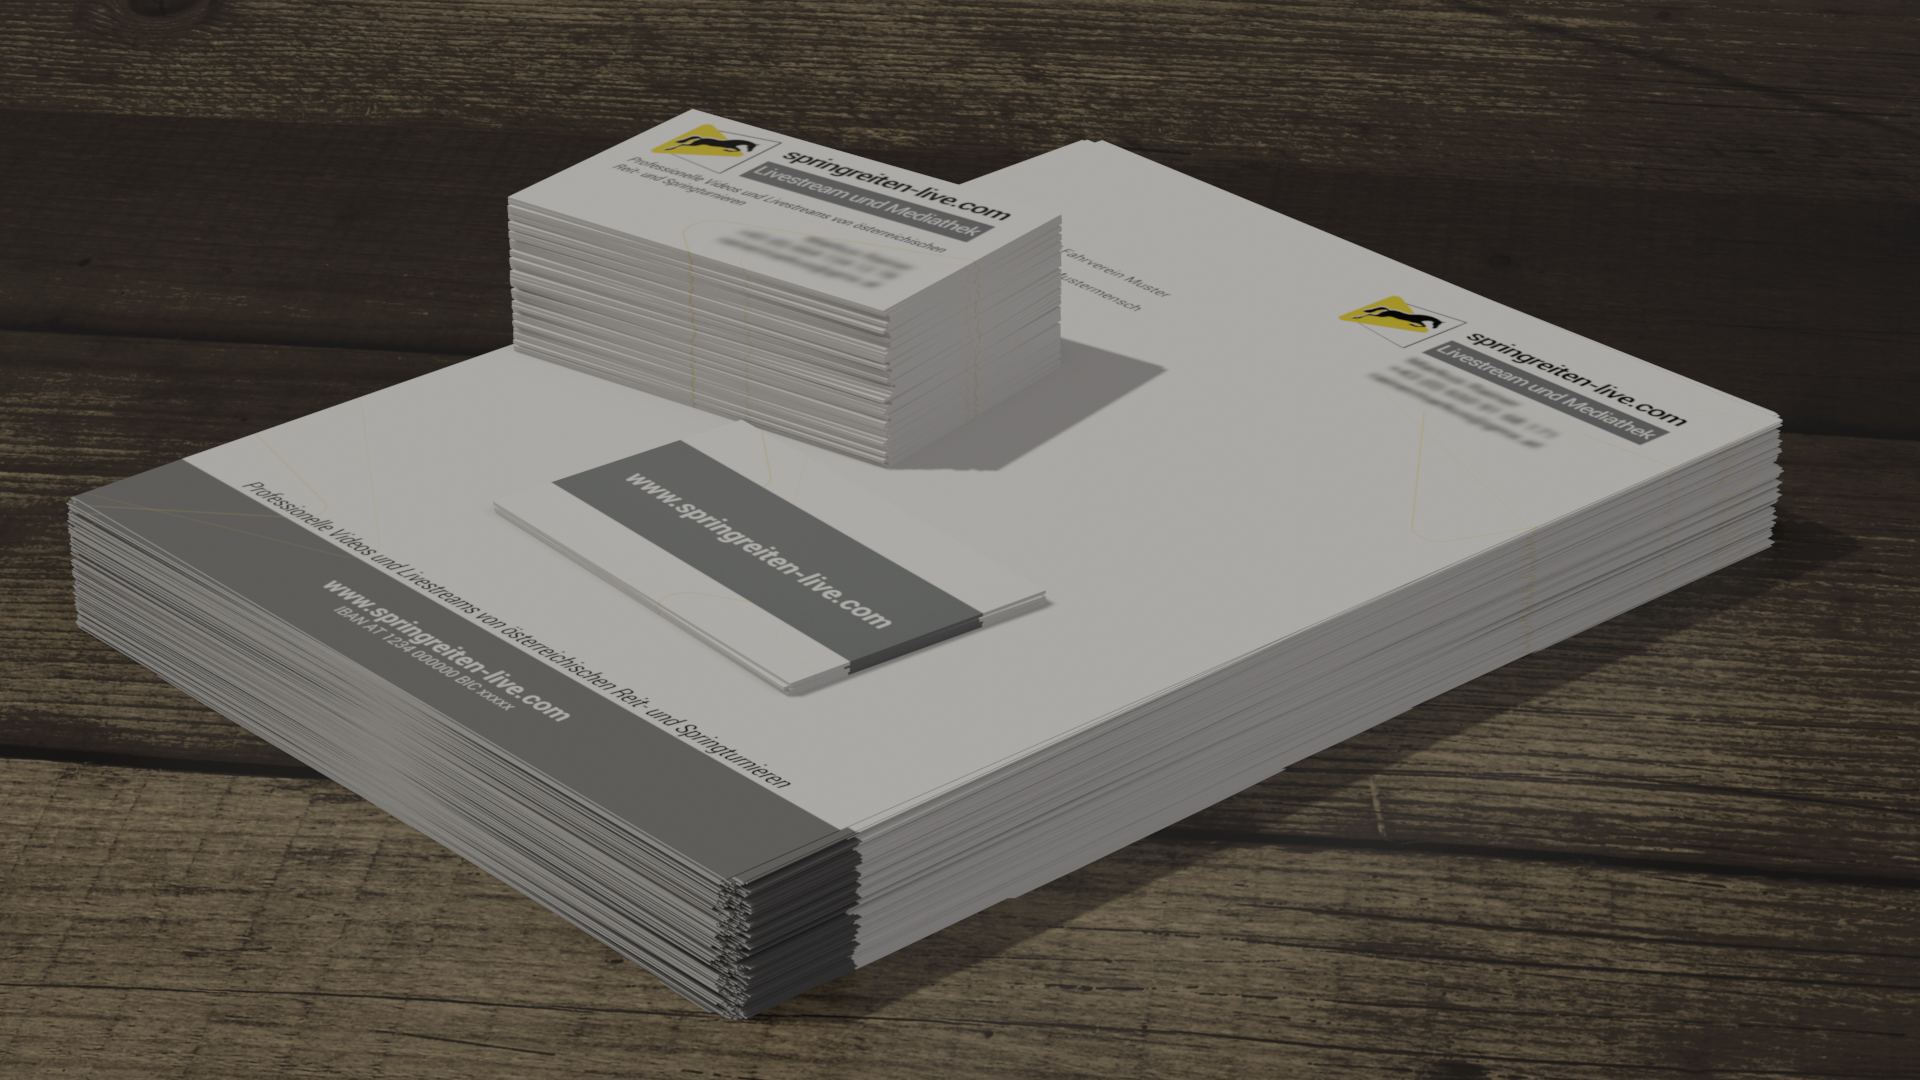 springreiten-live.com
Livestream und Mediathek
Professionelle Videos und Livestreams von österreichischen
Reit- und Springturnieren
Fahrverein Muster
ustermensch
springreiten-live.com
Livestream und Mediathek
www.springreiten-live.com
Professionelle Videos und Livestreams von österreichischen Reit- und Springturnieren
www.springreiten-live.com
IBAN AT 1234 000000 BIC xxxxx